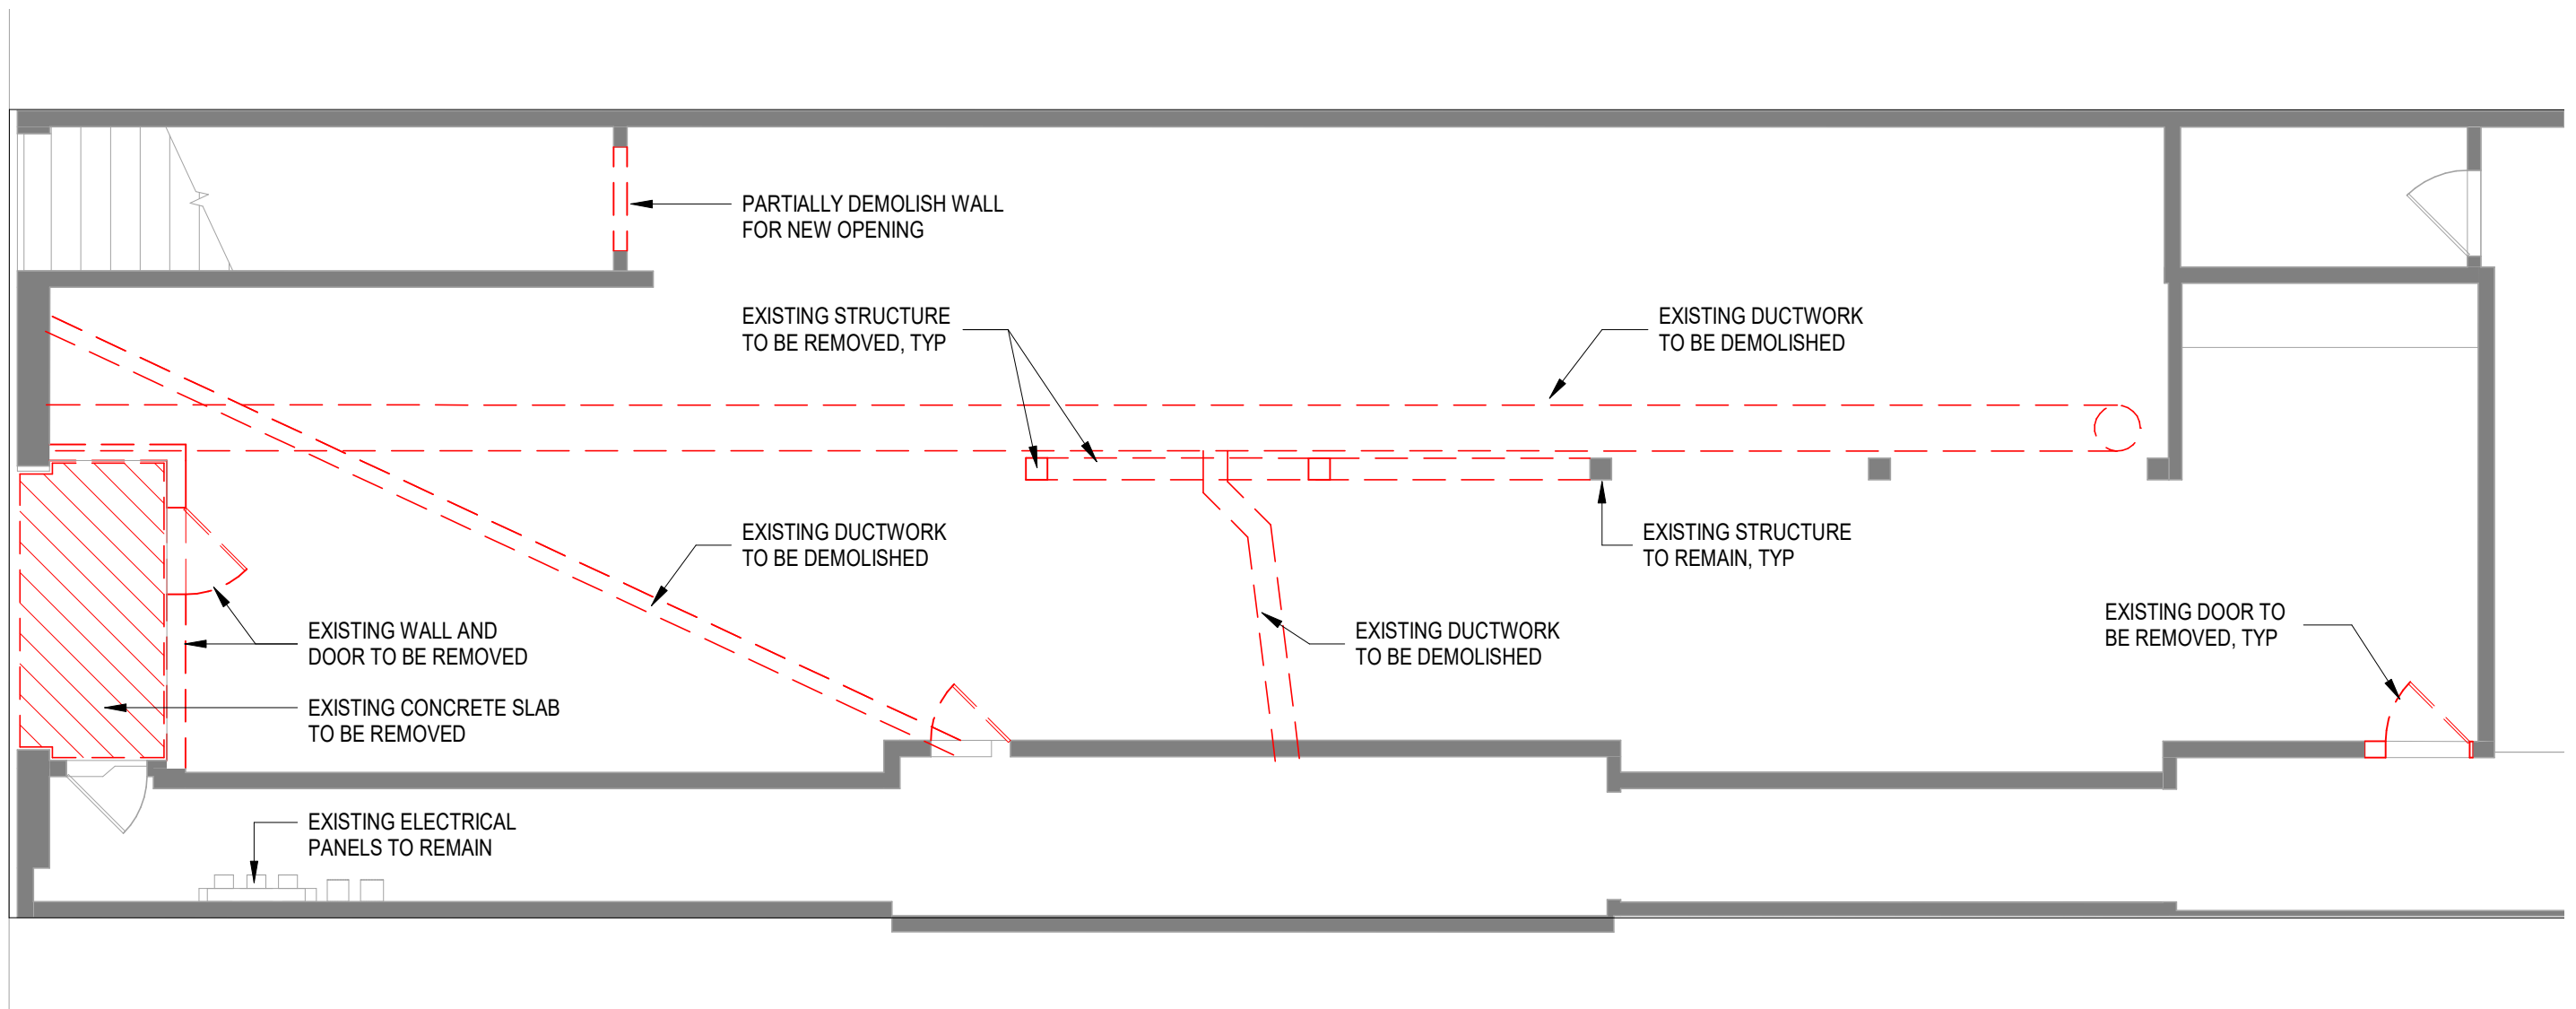 PARTIALLY DEMOLISH WALL
FOR NEW OPENING
EXISTING STRUCTURE
TO BE REMOVED, TYP
EXISTING DUCTWORK
TO BE DEMOLISHED
EXISTING DUCTWORK
TO BE DEMOLISHED
EXISTING STRUCTURE
TO REMAIN, TYP
EXISTING WALL AND
DOOR TO BE REMOVED
EXISTING DUCTWORK
TO BE DEMOLISHED
EXISTING DOOR TO
BE REMOVED, TYP
EXISTING CONCRETE SLAB
TO BE REMOVED
EXISTING ELECTRICAL
PANELS TO REMAIN